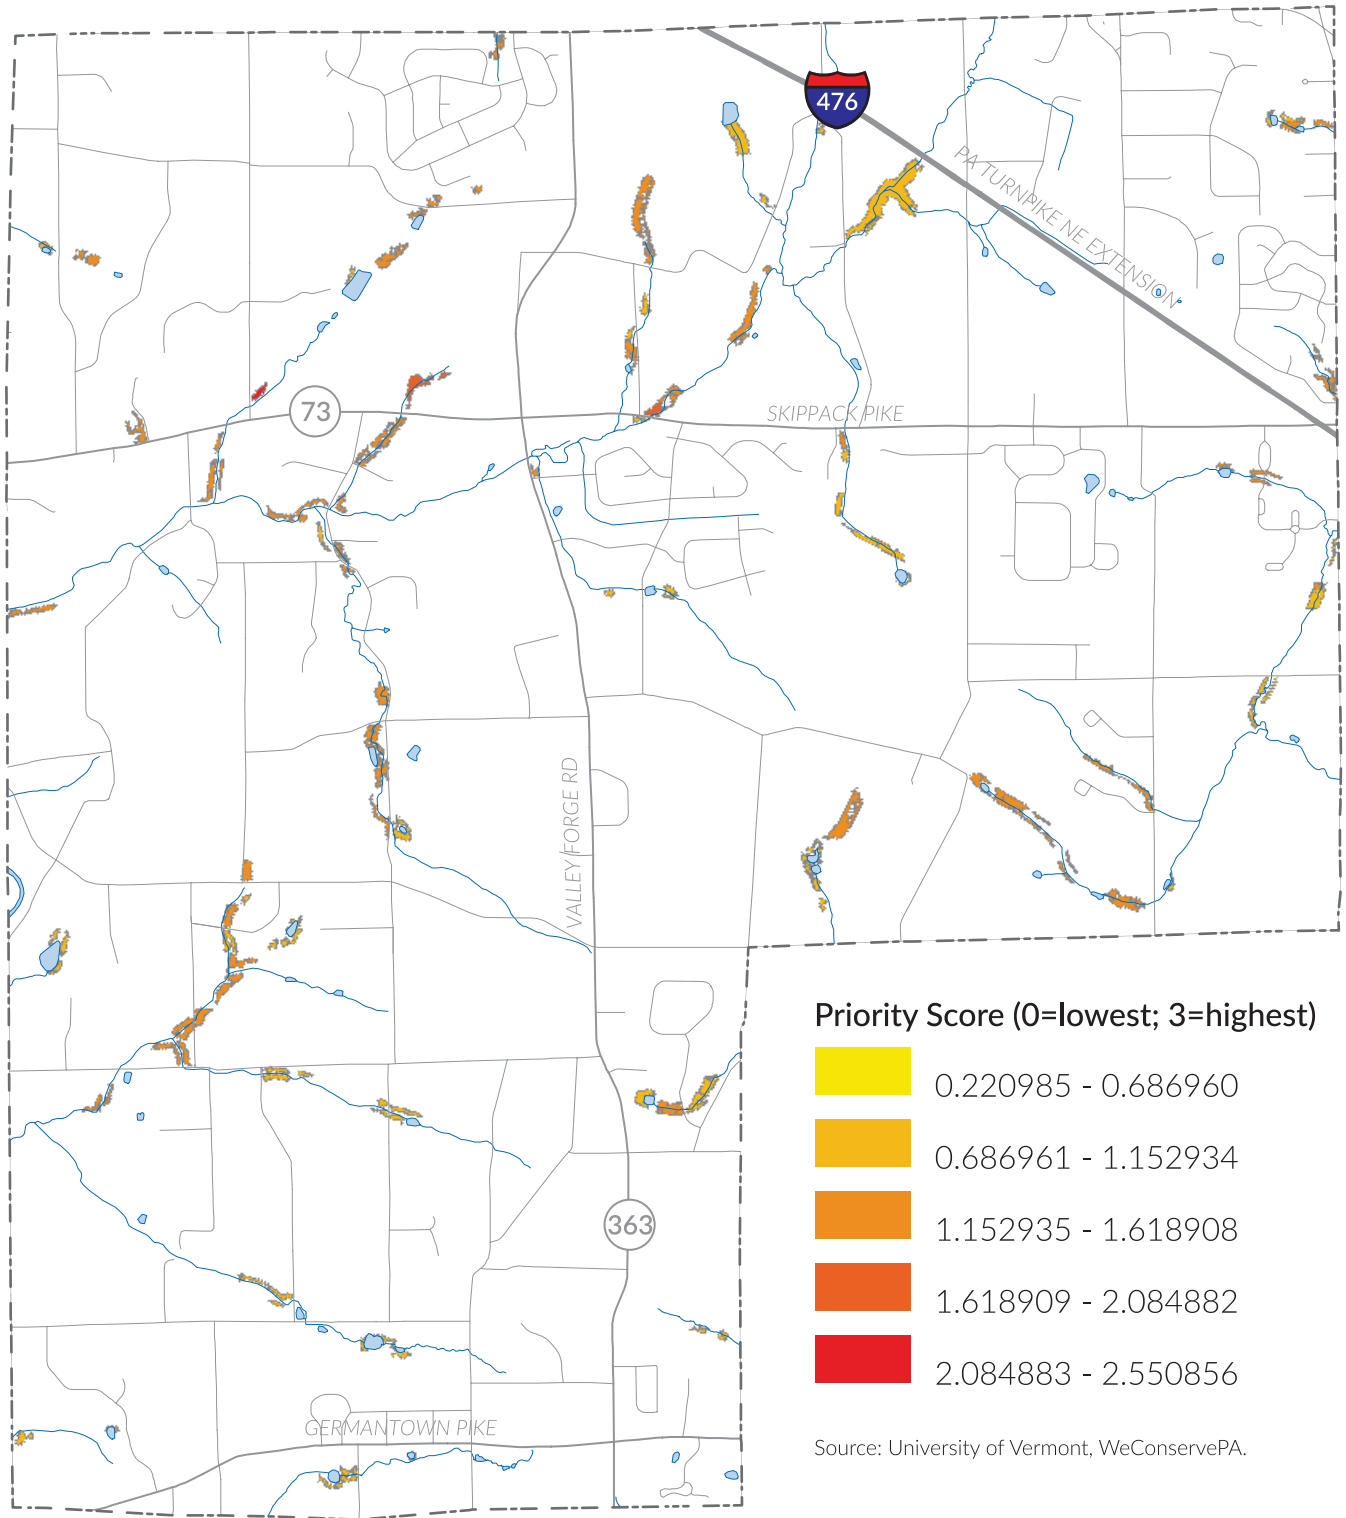 476
PA TURNPIKE NE EXTENSION
73
SKIPPACK PIKE
VALLEY FORGE RD
Priority Score (0=lowest; 3=highest)
0.220985 - 0.686960
0.686961 - 1.152934
1.152935 - 1.618908
1.618909 - 2.084882
2.084883 - 2.550856
363
GERMANTOWN PIKE
Source: University of Vermont, WeConservePA.